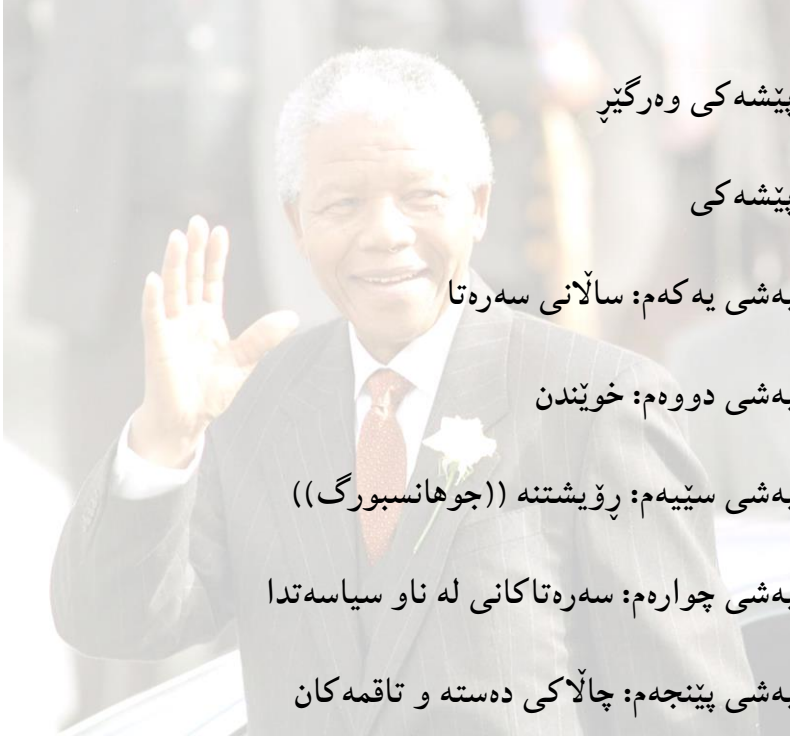 پێشەکی وەرگێڕ
پێشەکی
بەشی یەکەم: ساڵانی سەرەتا
بەشی دووەم: خوێندن
بەشی سێیەم: ڕۆیشتنە ((جوهانسبورگ))
بەشی چوارەم: سەرەتاکانی لە ناو سیاسەتدا
بەشی پێنجەم: چاڵاکی دەستە و تاقمەکان